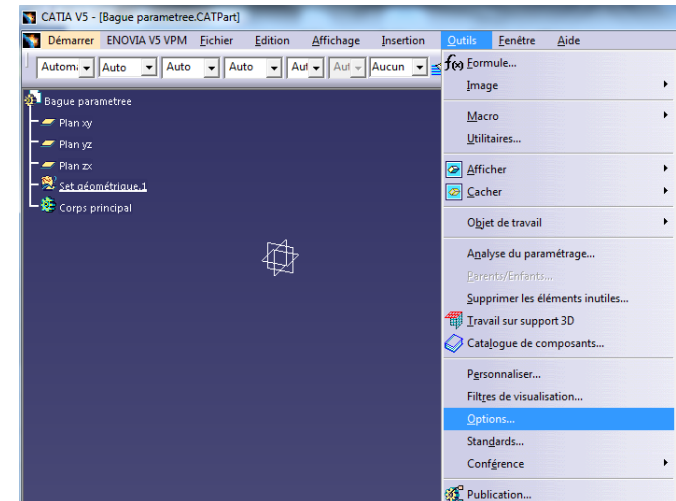 CATIA V5 - [Bague parametree.CATPart]
Démarrer ENOVIA V5 VPM Fichier Edition Affichage Insertion Outils Fenêtre Aide
Autom Auto Auto Auto Aut Aut Aucun
Bague parametree
Plan xy
Plan yz
Plan zx
Set géométrique.1
Corps principal
f(x) Formule...
Image
Macro
Utilitaires...
Afficher
Cacher
Objet de travail
Analyse du paramétrage...
Parents/Enfants...
Supprimer les éléments inutiles...
Travail sur support 3D
Catalogue de composants...
Personnaliser...
Filtres de visualisation...
Options...
Standards...
Conférence
Publication...